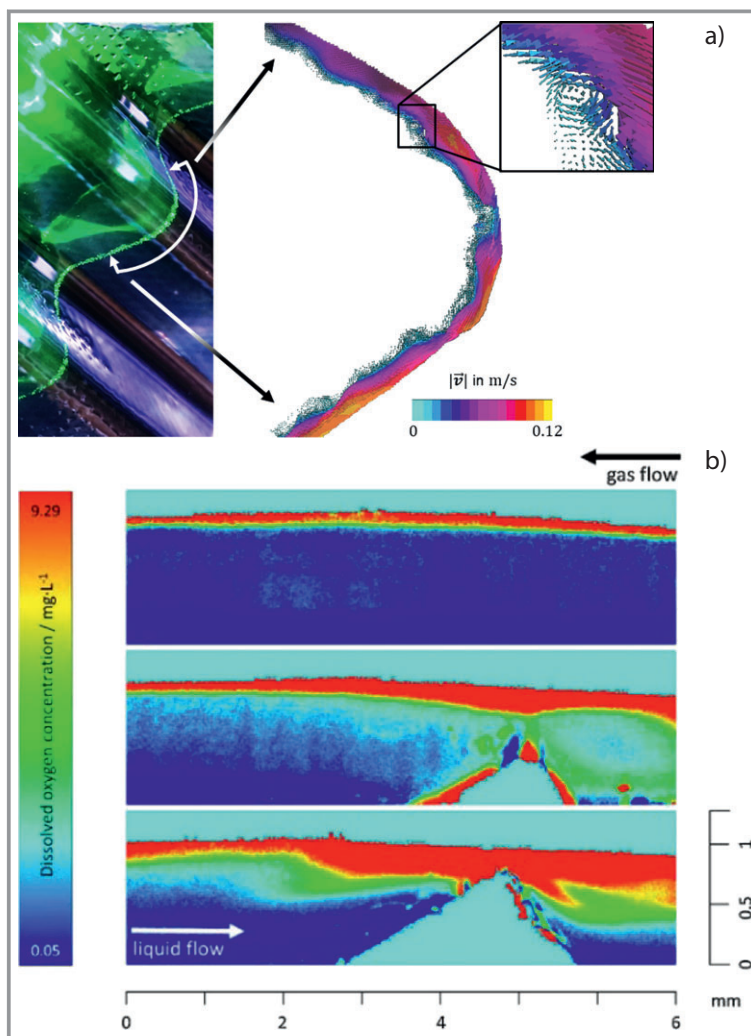 a)
|v⃗| in m/s
0 0.12
b)
gas flow
9.29
Dissolved oxygen concentration / mg·L⁻¹
0.05
liquid flow
1
0.5
0
mm
0 2 4 6